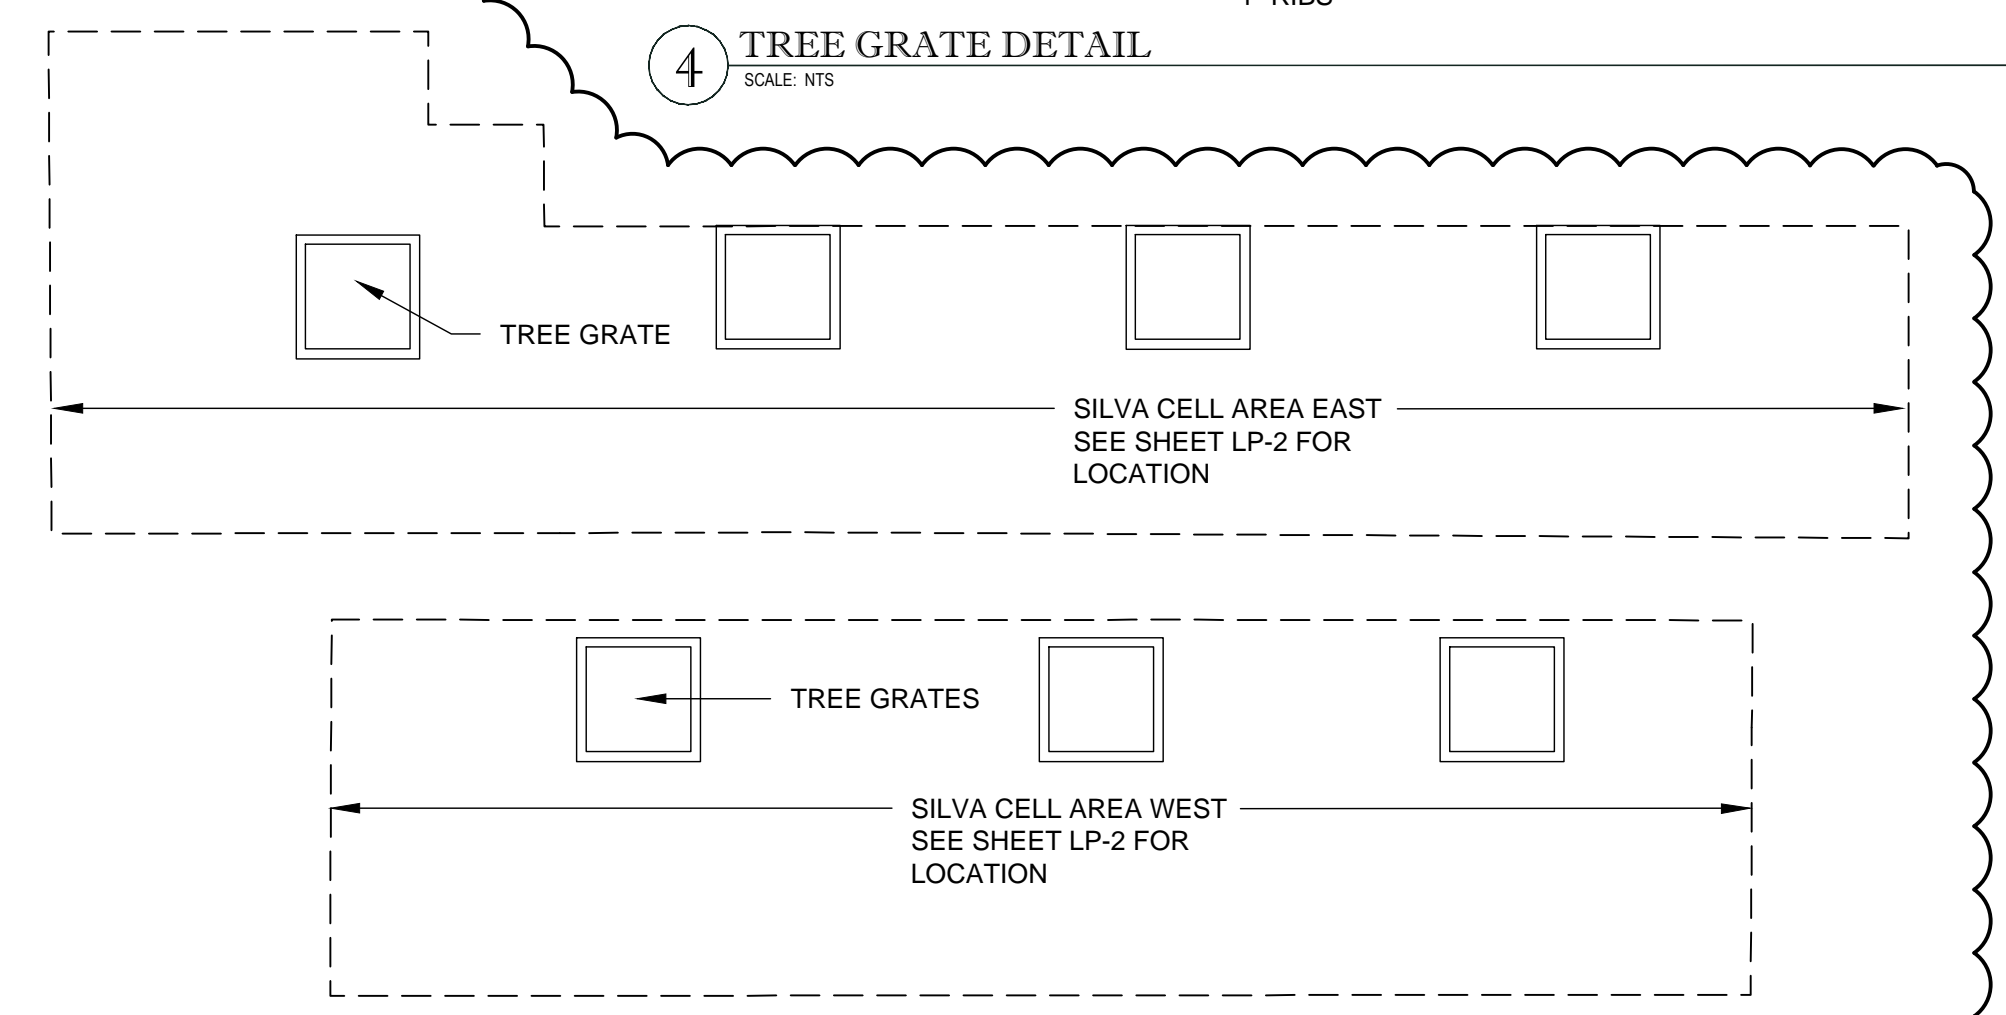 4
TREE GRATE DETAIL
SCALE: NTS
TREE GRATE
SILVA CELL AREA EAST
SEE SHEET LP-2 FOR
LOCATION
TREE GRATES
SILVA CELL AREA WEST
SEE SHEET LP-2 FOR
LOCATION